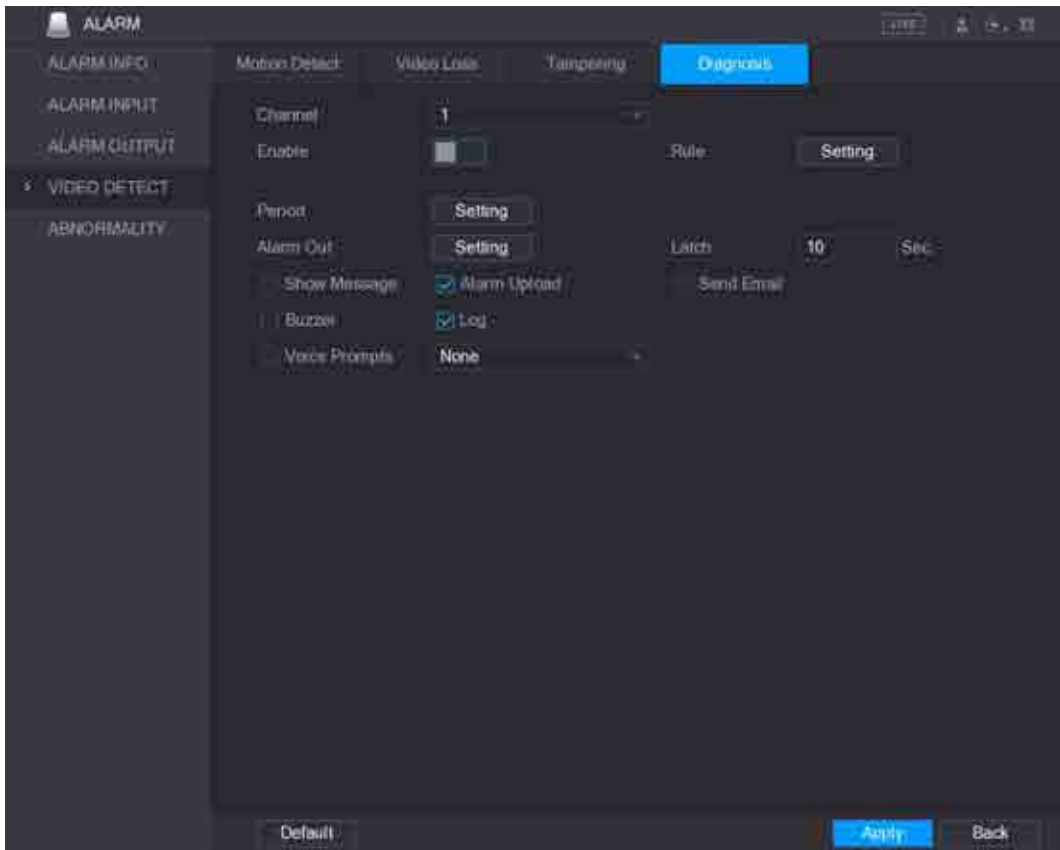 ALARM
LIVE
ALARM INFO
ALARM INPUT
ALARM OUTPUT
VIDEO DETECT
ABNORMALITY
Motion Detect Video Loss Tampering Diagnosis
Channel 1
Enable Rule Setting
Period Setting
Alarm Out Setting Latch 10 Sec.
Show Message Alarm Upload Send Email
Buzzer Log
Voice Prompts None
Default Apply Back